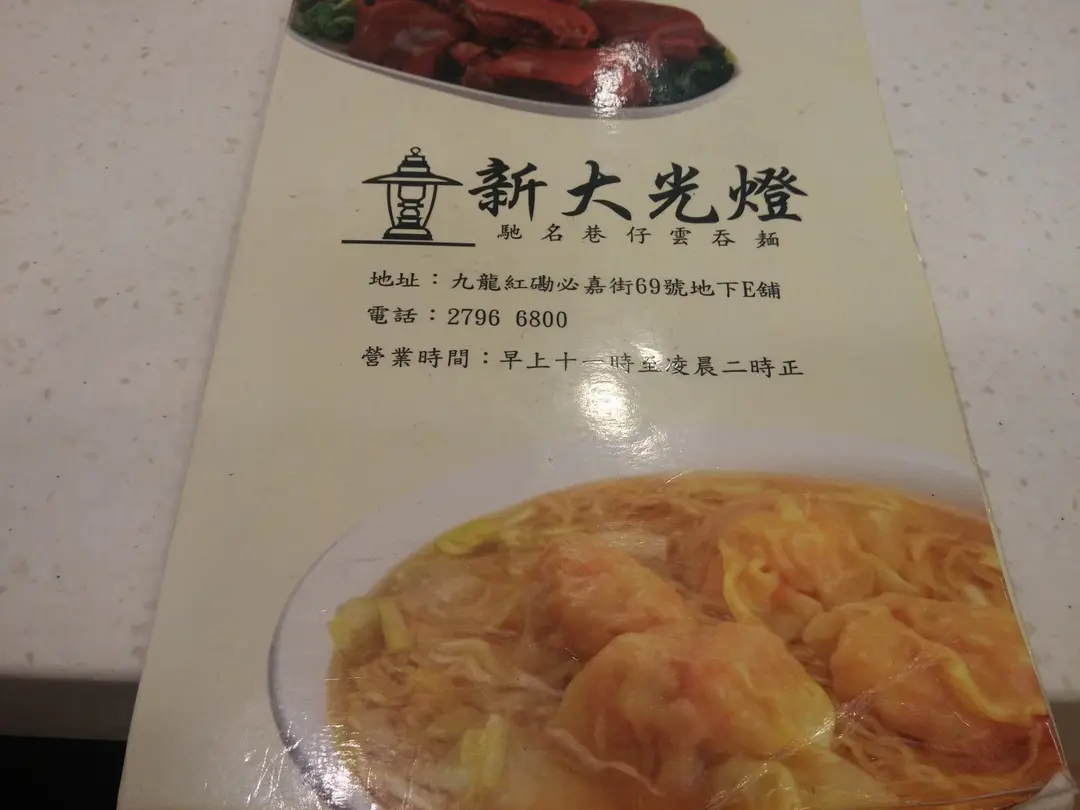 新大光燈
馳名巷仔雲吞麵
地址：九龍紅磡必嘉街69號地下E舖
電話：2796 6800
營業時間：早上十一時至凌晨二時正